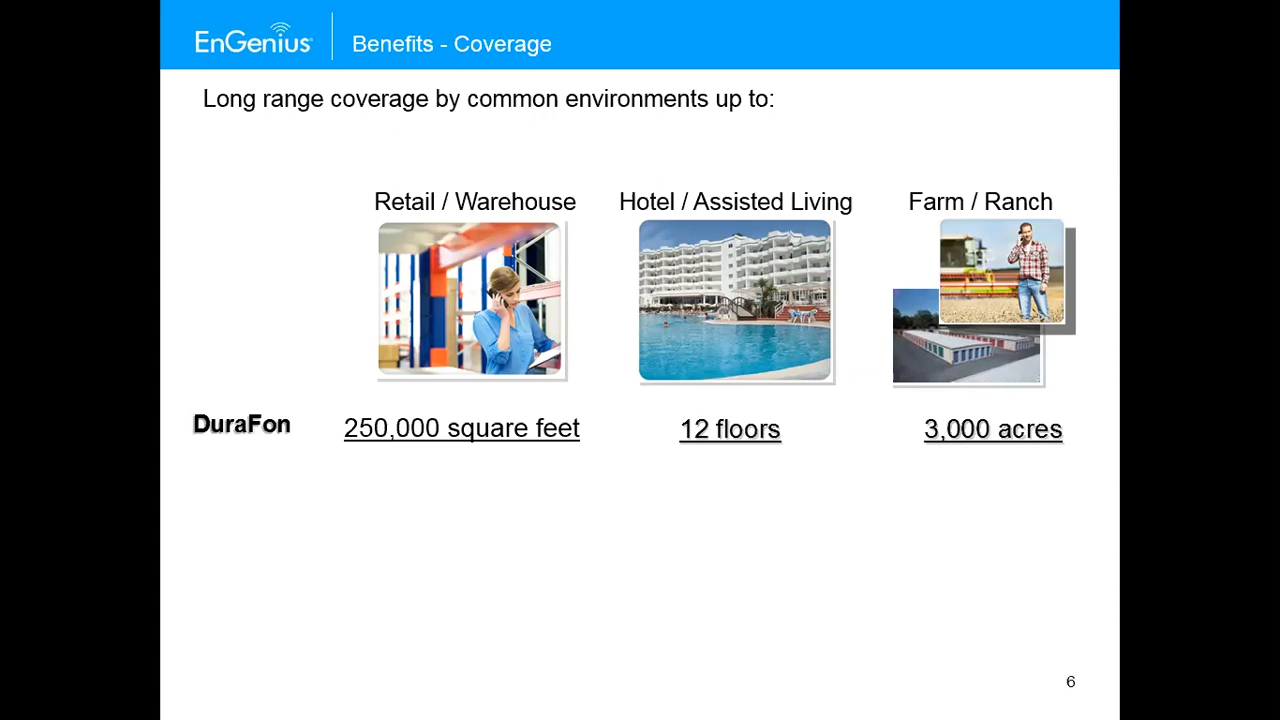 EnGenius
Benefits - Coverage
Long range coverage by common environments up to:
Retail / Warehouse
Hotel / Assisted Living
Farm / Ranch
DuraFon
250,000 square feet
12 floors
3,000 acres
6